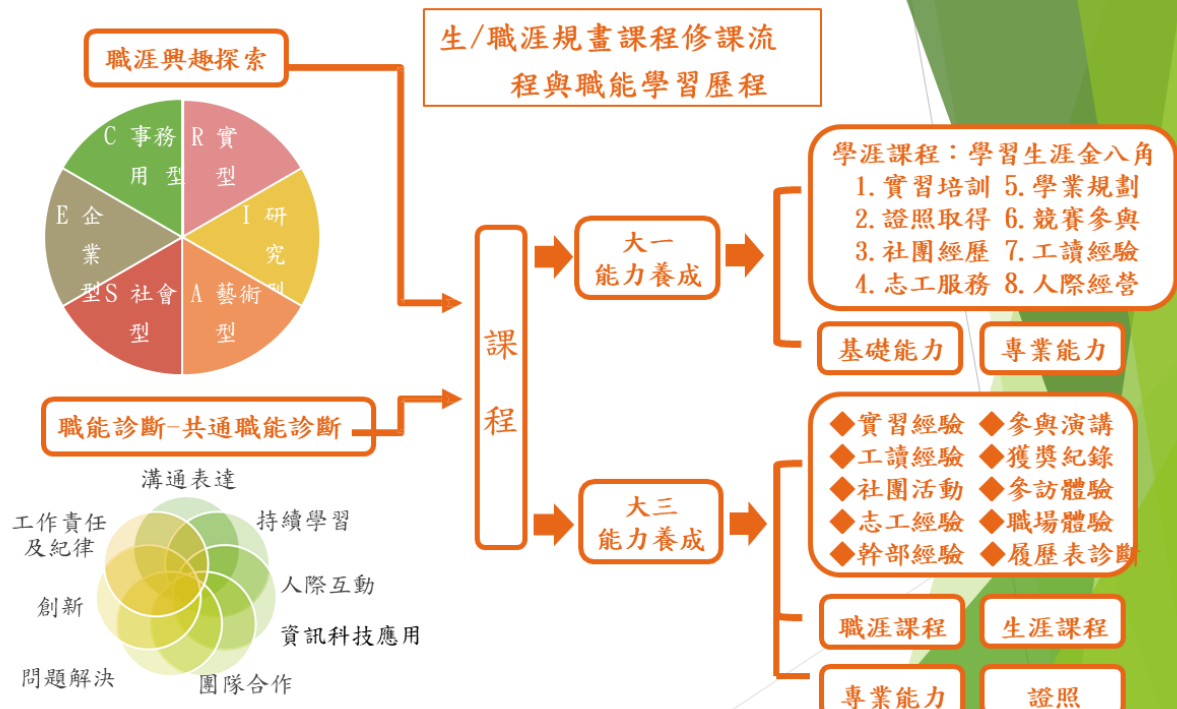 生/職涯規畫課程修課流
程與職能學習歷程
職涯興趣探索
C 事務
用 型
R 實
型
I 研
究
型
A 藝術
型
S 社會
型
E 企
業
型
職能診斷-共通職能診斷
溝通表達
持續學習
人際互動
資訊科技應用
團隊合作
問題解決
創新
工作責任
及紀律
課
程
大一
能力養成
學涯課程：學習生涯金八角
1.實習培訓 5.學業規劃
2.證照取得 6.競賽參與
3.社團經歷 7.工讀經驗
4.志工服務 8.人際經營
基礎能力
專業能力
大三
能力養成
◆實習經驗 ◆參與演講
◆工讀經驗 ◆獲獎紀錄
◆社團活動 ◆參訪體驗
◆志工經驗 ◆職場體驗
◆幹部經驗 ◆履歷表診斷
職涯課程
生涯課程
專業能力
證照